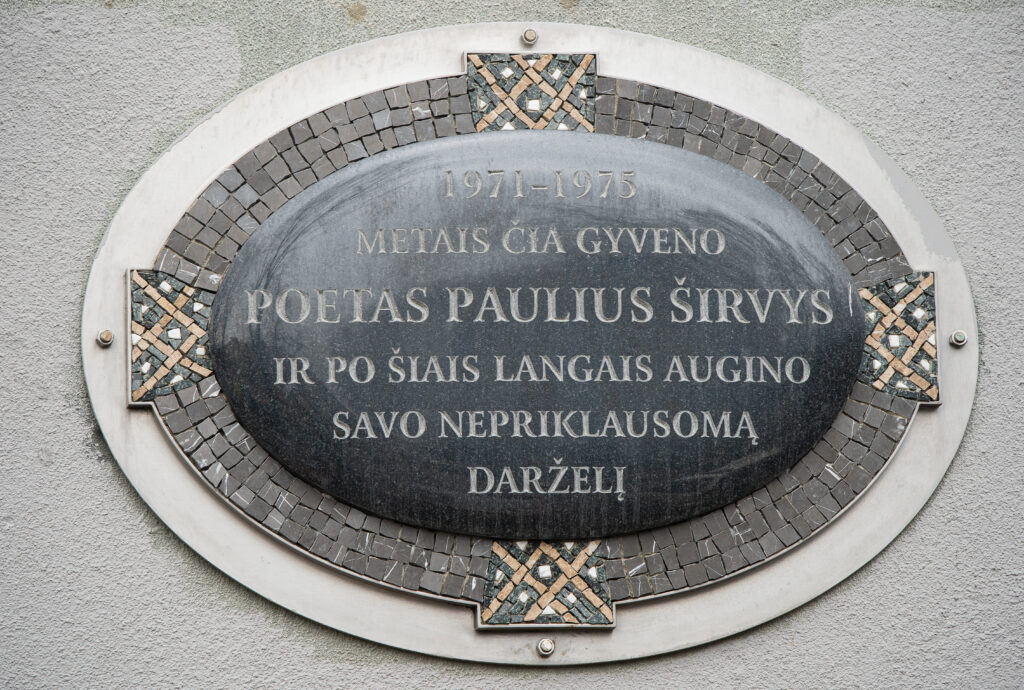 1971–1975
METAIS ČIA GYVENO
POETAS PAULIUS ŠIRVYS
IR PO ŠIAIS LANGAIS AUGINO
SAVO NEPRIKLAUSOMĄ
DARŽELĮ